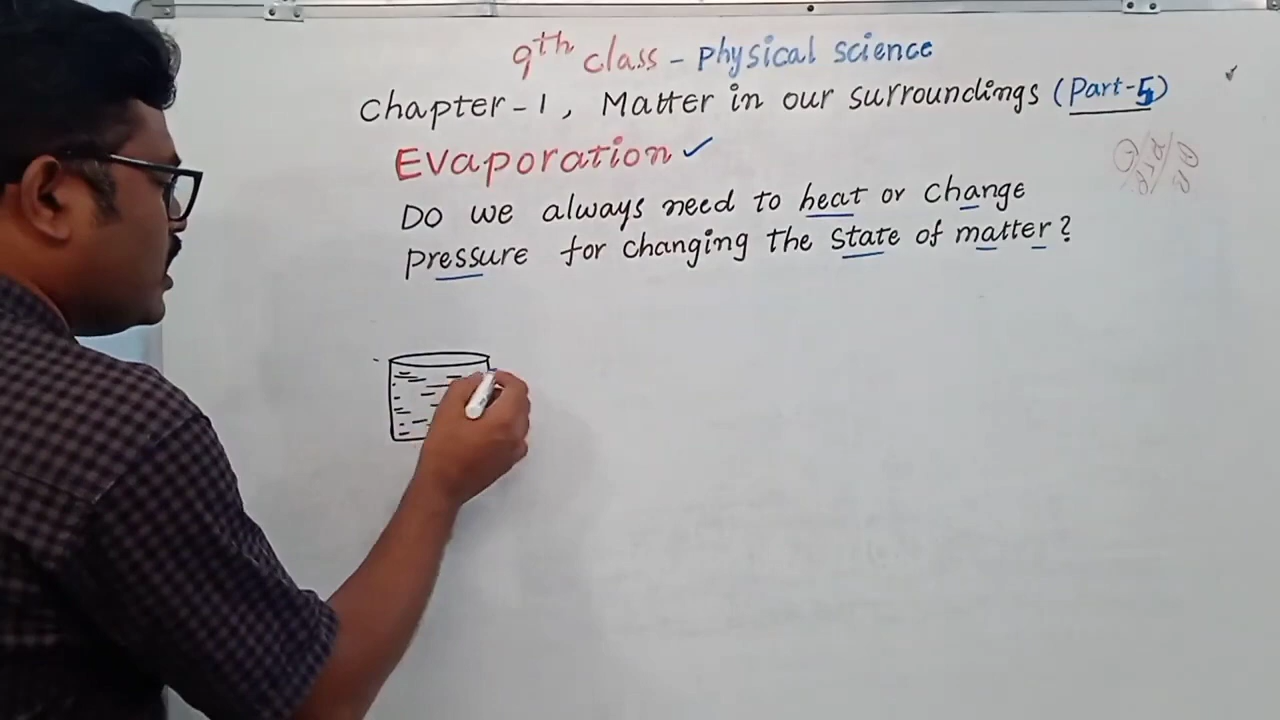 9th class - physical science
Chapter-1, Matter in our surroundings (Part-5)
Evaporation ✓
Do we always need to heat or change
pressure for changing the state of matter?